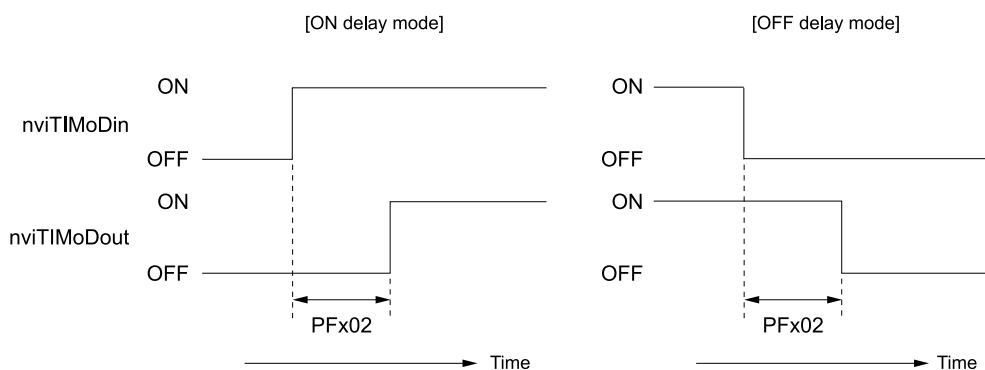 [ON delay mode]
ON
nviTIMoDin
OFF
ON
nviTIMoDout
OFF
PFx02
Time
[OFF delay mode]
ON
OFF
ON
OFF
PFx02
Time